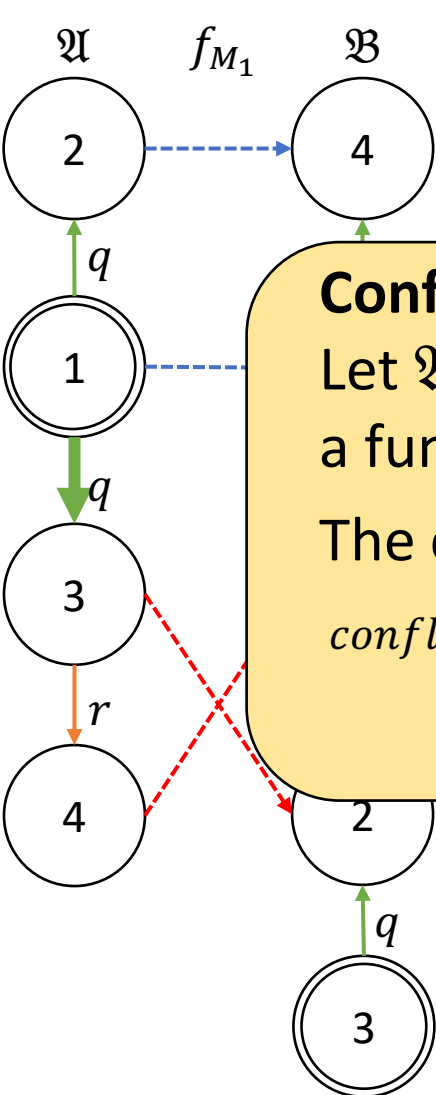 𝔄 f_{M_1} 𝔅
2 4
q
1
q
3
r
4
2
q
3
Conf
Let 𝔄
a fun
The
confl